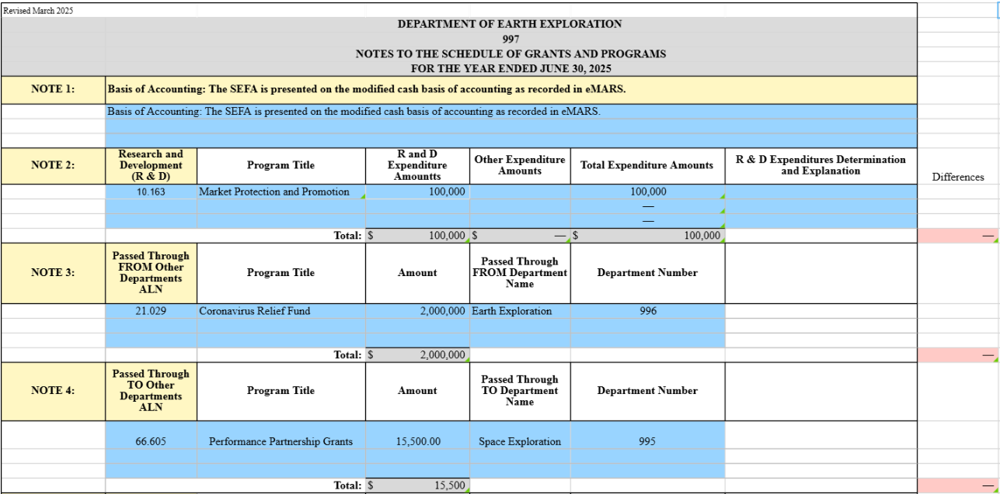 Revised March 2025
DEPARTMENT OF EARTH EXPLORATION
997
NOTES TO THE SCHEDULE OF GRANTS AND PROGRAMS
FOR THE YEAR ENDED JUNE 30, 2025
NOTE 1: Basis of Accounting: The SEFA is presented on the modified cash basis of accounting as recorded in eMARS.
Basis of Accounting: The SEFA is presented on the modified cash basis of accounting as recorded in eMARS.
NOTE 2:
Research and
Development
(R & D)
Program Title
R and D
Expenditure
Amountts
Other Expenditure
Amounts
Total Expenditure Amounts
R & D Expenditures Determination
and Explanation
Differences
10.163 Market Protection and Promotion 100,000 100,000
—
—
Total: $ 100,000 $ — $ 100,000 —
NOTE 3:
Passed Through
FROM Other
Departments
ALN
Program Title
Amount
Passed Through
FROM Department
Name
Department Number
21.029 Coronavirus Relief Fund 2,000,000 Earth Exploration 996
Total: $ 2,000,000 —
NOTE 4:
Passed Through
TO Other
Departments
ALN
Program Title
Amount
Passed Through
TO Department
Name
Department Number
66.605 Performance Partnership Grants 15,500.00 Space Exploration 995
Total: $ 15,500 —